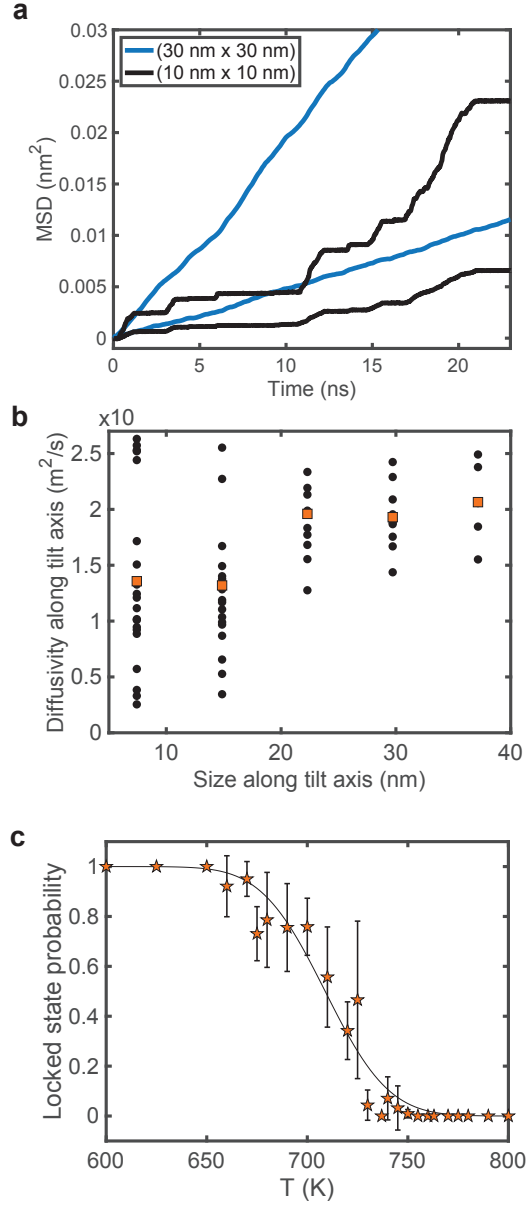 a
0.03
0.025
0.02
0.015
0.01
0.005
0
(30 nm x 30 nm)
(10 nm x 10 nm)
MSD (nm²)
0 5 10 15 20
Time (ns)
b
x10
2.5
2
1.5
1
0.5
0
Diffusivity along tilt axis (m²/s)
10 20 30 40
Size along tilt axis (nm)
c
1
0.8
0.6
0.4
0.2
0
Locked state probability
600 650 700 750 800
T (K)